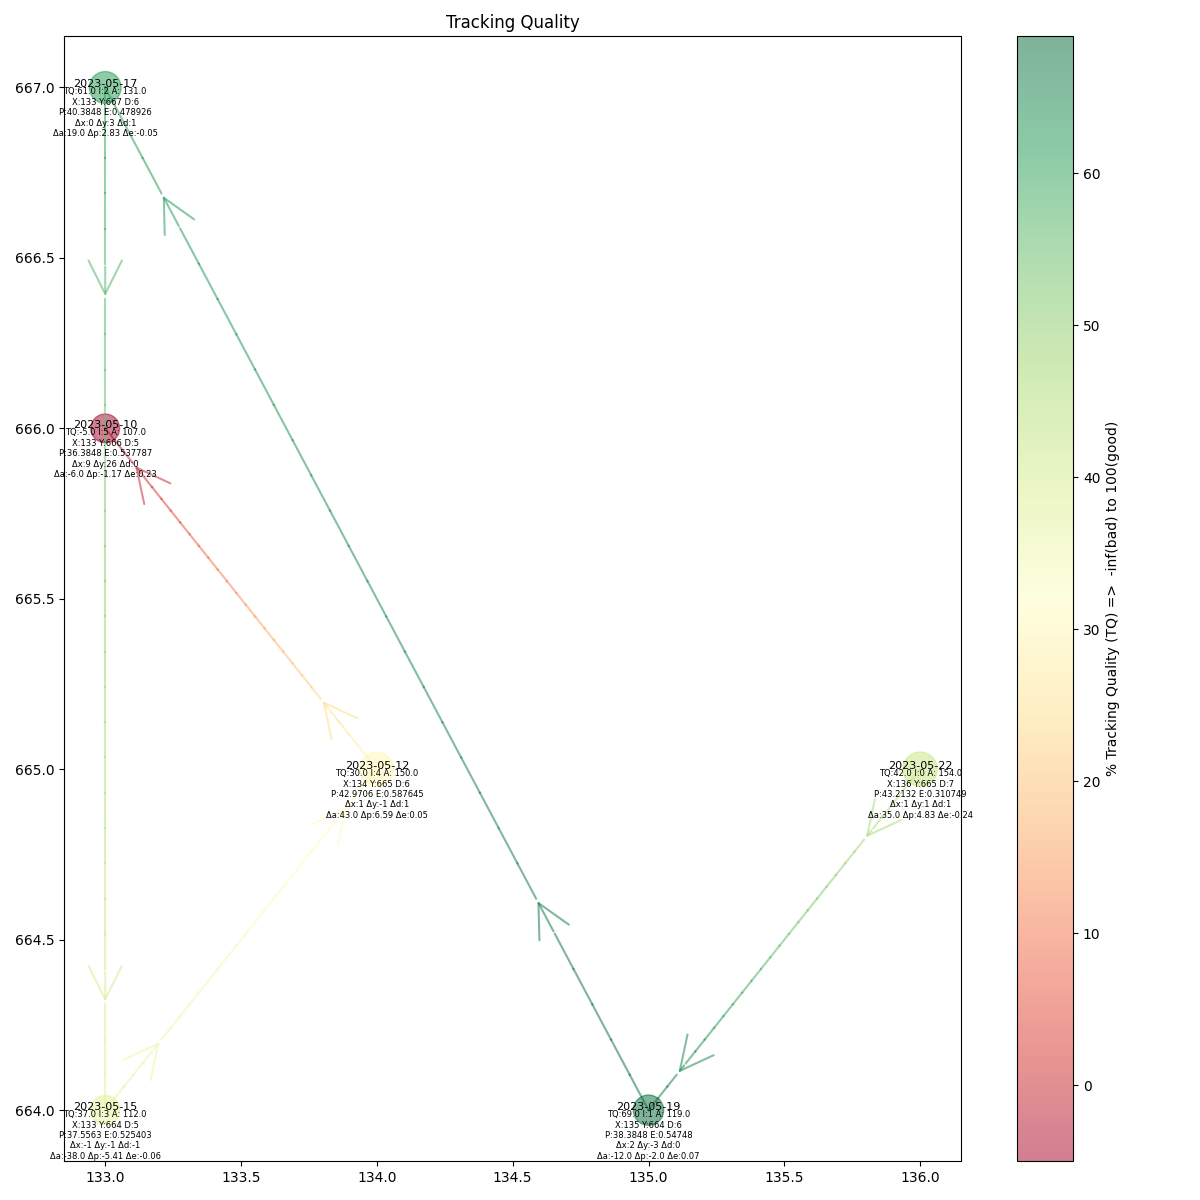 Tracking Quality
667.0
666.5
666.0
665.5
665.0
664.5
664.0
133.0
133.5
134.0
134.5
135.0
135.5
136.0
2023-05-17
TQ:61.0 I:2 A: 131.0
X:133 Y:667 D:6
P:40.3848 E:0.478926
Δx:0 Δy:3 Δd:1
Δa:19.0 Δp:2.83 Δe:-0.05
2023-05-10
TQ:-5.0 I:5 A: 107.0
X:133 Y:666 D:5
P:36.3848 E:0.537787
Δx:9 Δy:26 Δd:0
Δa:-6.0 Δp:-1.17 Δe:0.23
2023-05-12
TQ:30.0 I:4 A: 150.0
X:134 Y:665 D:6
P:42.9706 E:0.587645
Δx:1 Δy:-1 Δd:1
Δa:43.0 Δp:6.59 Δe:0.05
2023-05-22
TQ:42.0 I:0 A: 154.0
X:136 Y:665 D:7
P:43.2132 E:0.310749
Δx:1 Δy:1 Δd:1
Δa:35.0 Δp:4.83 Δe:-0.24
2023-05-15
TQ:37.0 I:3 A: 112.0
X:133 Y:664 D:5
P:37.5563 E:0.525403
Δx:-1 Δy:-1 Δd:-1
Δa:-38.0 Δp:-5.41 Δe:-0.06
2023-05-19
TQ:69.0 I:1 A: 119.0
X:135 Y:664 D:6
P:38.3848 E:0.54748
Δx:2 Δy:-3 Δd:0
Δa:-12.0 Δp:-2.0 Δe:0.07
60
50
40
30
20
10
0
% Tracking Quality (TQ) => -inf(bad) to 100(good)